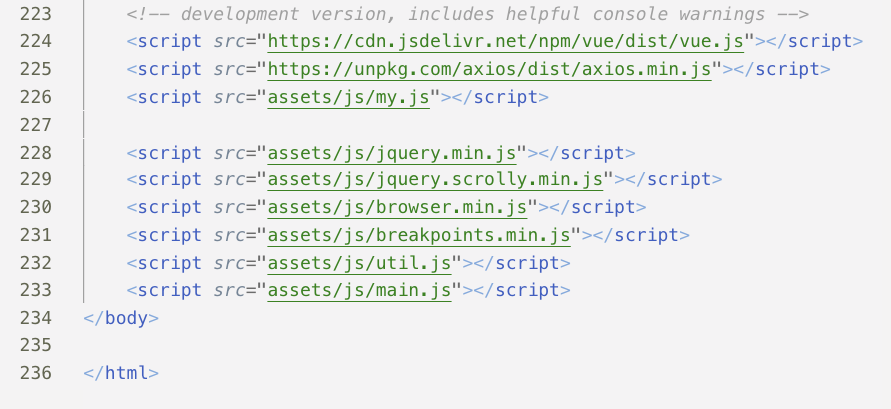 223 <!-- development version, includes helpful console warnings -->
224 <script src="https://cdn.jsdelivr.net/npm/vue/dist/vue.js"></script>
225 <script src="https://unpkg.com/axios/dist/axios.min.js"></script>
226 <script src="assets/js/my.js"></script>
227
228 <script src="assets/js/jquery.min.js"></script>
229 <script src="assets/js/jquery.scrolly.min.js"></script>
230 <script src="assets/js/browser.min.js"></script>
231 <script src="assets/js/breakpoints.min.js"></script>
232 <script src="assets/js/util.js"></script>
233 <script src="assets/js/main.js"></script>
234 </body>
235
236 </html>